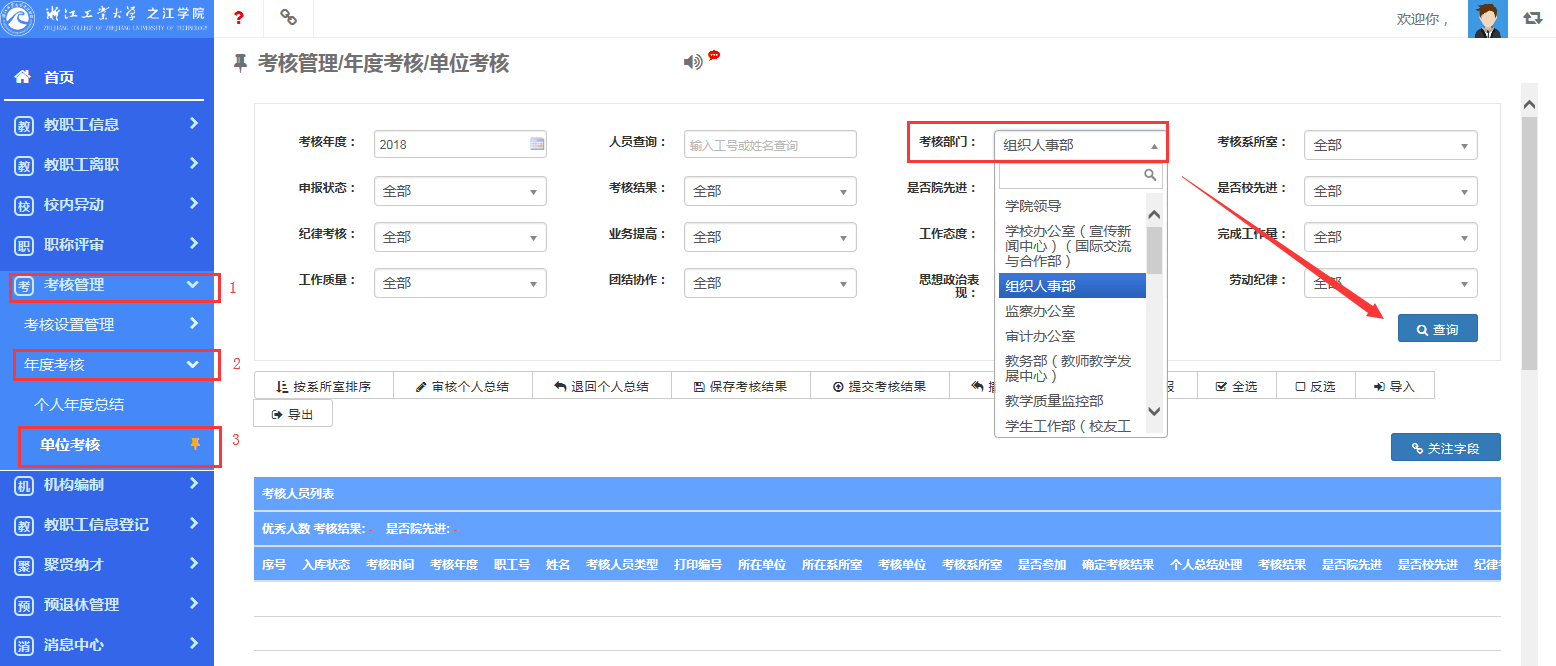 浙江工业大学 之江学院
ZHIJIANG COLLEGE OF ZHEJIANG UNIVERSITY OF TECHNOLOGY
?
欢迎你，
首页
教 教职工信息
教 教职工离职
校 校内异动
职 职称评审
考 考核管理
1
考核设置管理
年度考核
2
个人年度总结
单位考核
3
机 机构编制
教 教职工信息登记
聚 聚贤纳才
预 预退休管理
消 消息中心
考核管理/年度考核/单位考核
考核年度： 2018 人员查询： 输入工号或姓名查询 考核部门： 组织人事部 考核系所室： 全部
申报状态： 全部 考核结果： 全部 是否院先进： 是否校先进： 全部
纪律考核： 全部 业务提高： 全部 工作态度： 完成工作量： 全部
工作质量： 全部 团结协作： 全部 思想政治表
现： 劳动纪律： 全部
学院领导
学校办公室（宣传新
闻中心）（国际交流
与合作部）
组织人事部
监察办公室
审计办公室
教务部（教师教学发
展中心）
教学质量监控部
学生工作部（校友工
查询
按系所室排序 审核个人总结 退回个人总结 保存考核结果 提交考核结果 全选 反选 导入
导出
关注字段
考核人员列表
优秀人数 考核结果: - 是否院先进: -
序号 入库状态 考核时间 考核年度 职工号 姓名 考核人员类型 打印编号 所在单位 所在系所室 考核单位 考核系所室 是否参加 确定考核结果 个人总结处理 考核结果 是否院先进 是否校先进 纪律